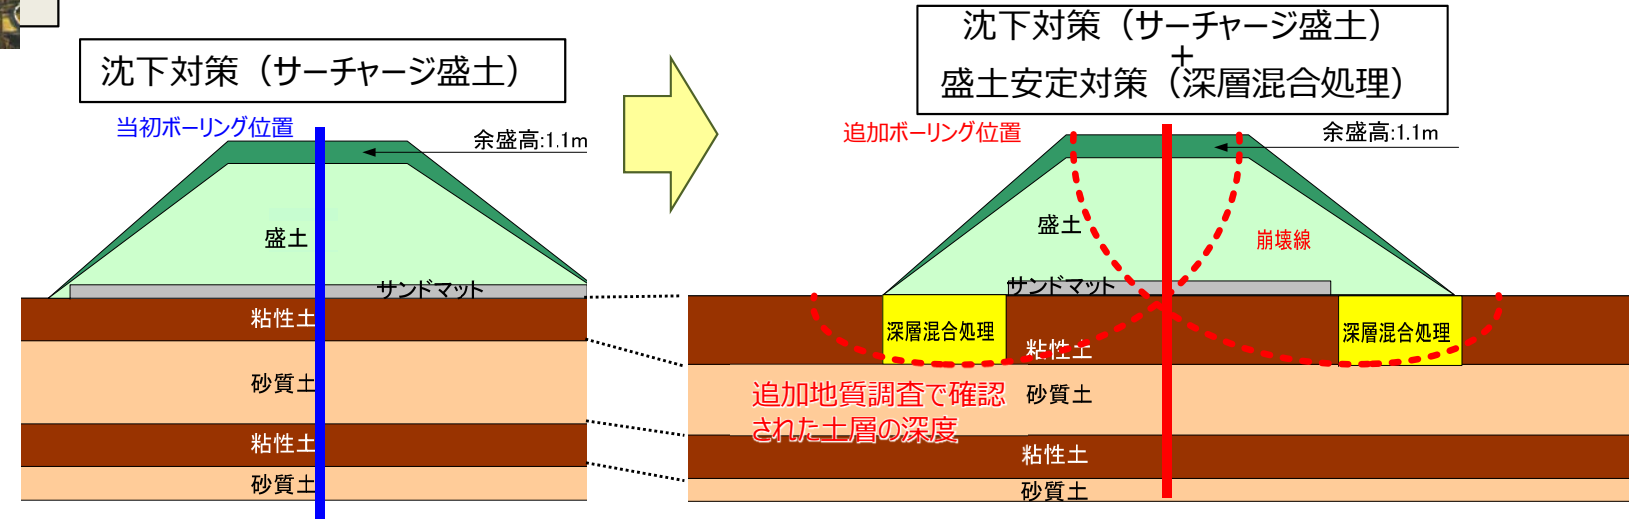 沈下対策（サーチャージ盛土）
当初ボーリング位置
余盛高:1.1m
盛土
サンドマット
粘性土
砂質土
粘性土
砂質土
沈下対策（サーチャージ盛土）
+
盛土安定対策（深層混合処理）
追加ボーリング位置
余盛高:1.1m
盛土
崩壊線
サンドマット
深層混合処理
深層混合処理
粘性土
追加地質調査で確認
された土層の深度
砂質土
粘性土
砂質土